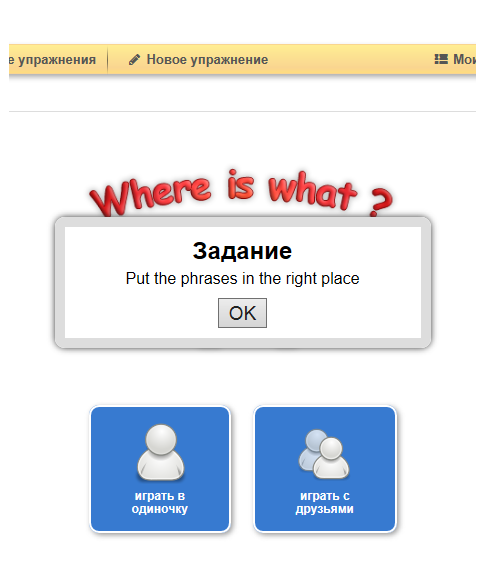 е упражнения
Новое упражнение
Мои
Where is what ?
Задание
Put the phrases in the right place
OK
играть в
одиночку
играть с
друзьями